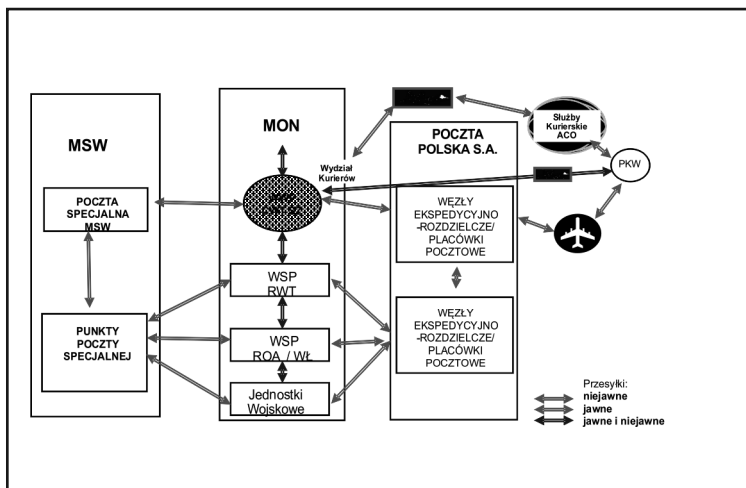 MSW
POCZTA
SPECJALNA
MSW
PUNKTY
POCZTY
SPECJALNEJ
MON
Wydział
Kurierów
WSP
RWT
WSP
ROA / WŁ
Jednostki
Wojskowe
POCZTA
POLSKA S.A.
WĘZŁY
EKSPEDYCYJNO
-ROZDZIELCZE/
PLACÓWKI
POCZTOWE
WĘZŁY
EKSPEDYCYJNO
-ROZDZIELCZE/
PLACÓWKI
POCZTOWE
Służby
Kurierskie
ACO
PKW
Przesyłki:
niejawne
jawne
jawne i niejawne